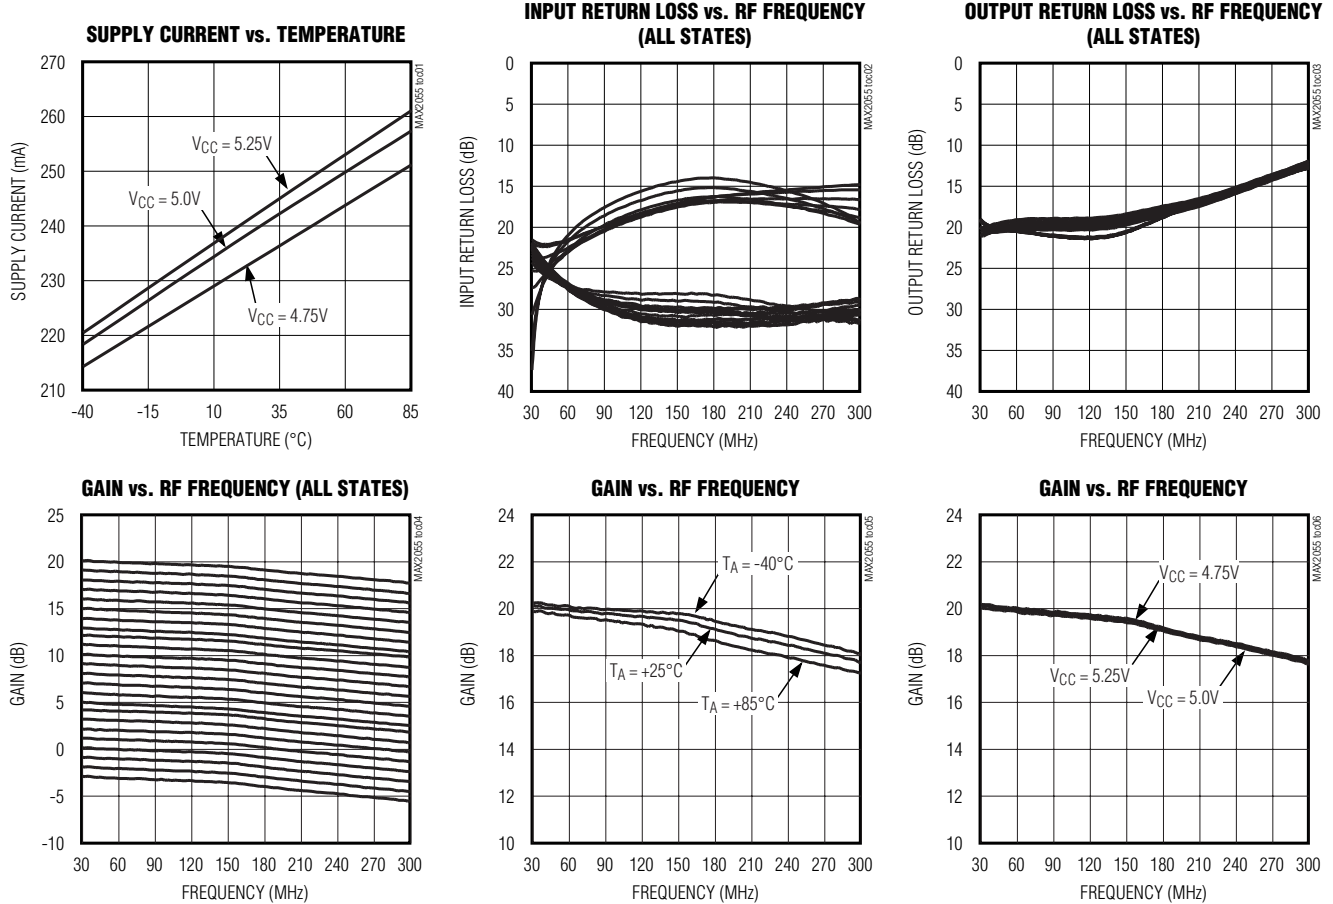 SUPPLY CURRENT vs. TEMPERATURE
270
260
250
240
230
220
210
SUPPLY CURRENT (mA)
VCC = 5.25V
VCC = 5.0V
VCC = 4.75V
-40 -15 10 35 60 85
TEMPERATURE (°C)
MAX2055 toc01
INPUT RETURN LOSS vs. RF FREQUENCY
(ALL STATES)
0
5
10
15
20
25
30
35
40
INPUT RETURN LOSS (dB)
30 60 90 120 150 180 210 240 270 300
FREQUENCY (MHz)
MAX2055 toc02
OUTPUT RETURN LOSS vs. RF FREQUENCY
(ALL STATES)
0
5
10
15
20
25
30
35
40
OUTPUT RETURN LOSS (dB)
30 60 90 120 150 180 210 240 270 300
FREQUENCY (MHz)
MAX2055 toc03
GAIN vs. RF FREQUENCY (ALL STATES)
25
20
15
10
5
0
-5
-10
GAIN (dB)
30 60 90 120 150 180 210 240 270 300
FREQUENCY (MHz)
MAX2055 toc04
GAIN vs. RF FREQUENCY
24
22
20
18
16
14
12
10
GAIN (dB)
TA = -40°C
TA = +25°C
TA = +85°C
30 60 90 120 150 180 210 240 270 300
FREQUENCY (MHz)
MAX2055 toc05
GAIN vs. RF FREQUENCY
24
22
20
18
16
14
12
10
GAIN (dB)
VCC = 4.75V
VCC = 5.25V
VCC = 5.0V
30 60 90 120 150 180 210 240 270 300
FREQUENCY (MHz)
MAX2055 toc06